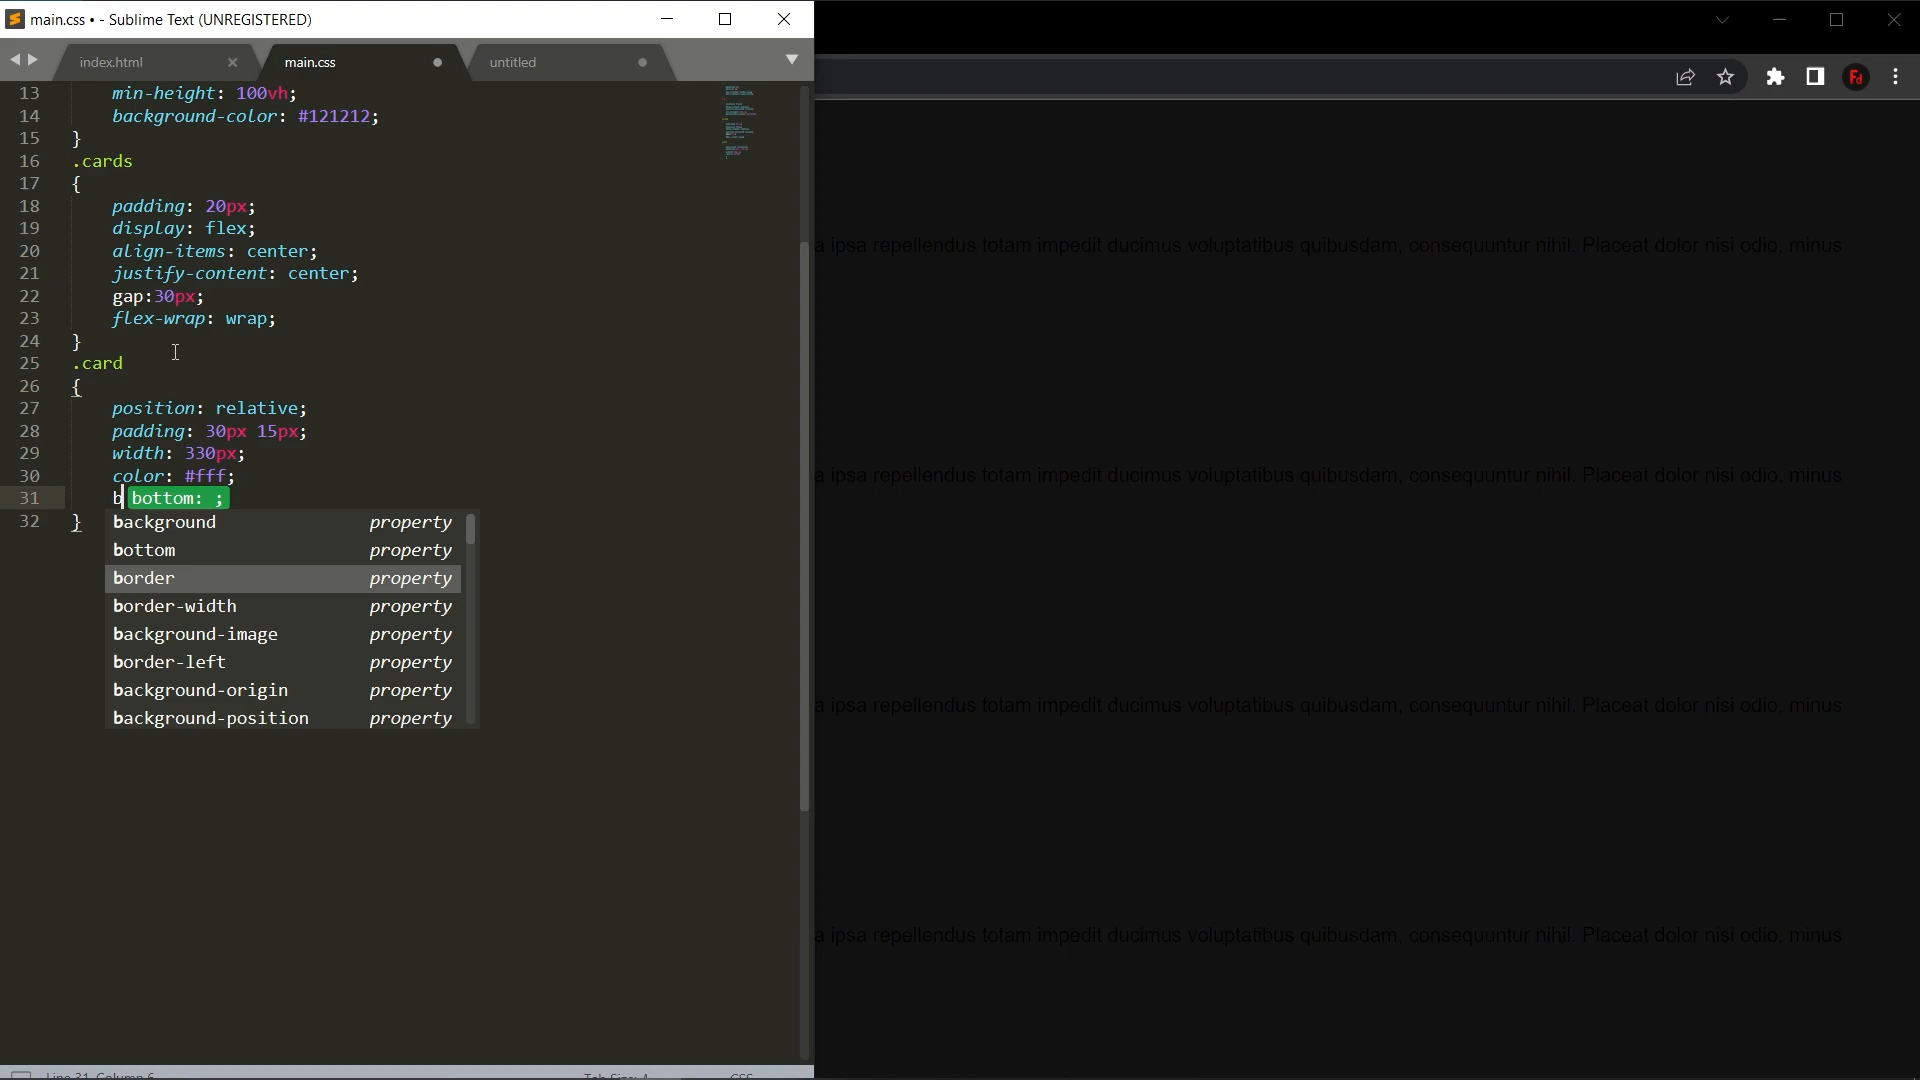 main.css • - Sublime Text (UNREGISTERED)
index.html
main.css
untitled
Fd
13 min-height: 100vh;
14 background-color: #121212;
15 }
16 .cards
17 {
18 padding: 20px;
19 display: flex;
20 align-items: center;
21 justify-content: center;
22 gap:30px;
23 flex-wrap: wrap;
24 }
25 .card
26 {
27 position: relative;
28 padding: 30px 15px;
29 width: 330px;
30 color: #fff;
31 b bottom: ;
32 }
background property
bottom property
border property
border-width property
background-image property
border-left property
background-origin property
background-position property
a ipsa repellendus totam impedit ducimus voluptatibus quibusdam, consequuntur nihil. Placeat dolor nisi odio, minus
a ipsa repellendus totam impedit ducimus voluptatibus quibusdam, consequuntur nihil. Placeat dolor nisi odio, minus
a ipsa repellendus totam impedit ducimus voluptatibus quibusdam, consequuntur nihil. Placeat dolor nisi odio, minus
a ipsa repellendus totam impedit ducimus voluptatibus quibusdam, consequuntur nihil. Placeat dolor nisi odio, minus
Line 31, Column 6
Tab Size: 4
CSS